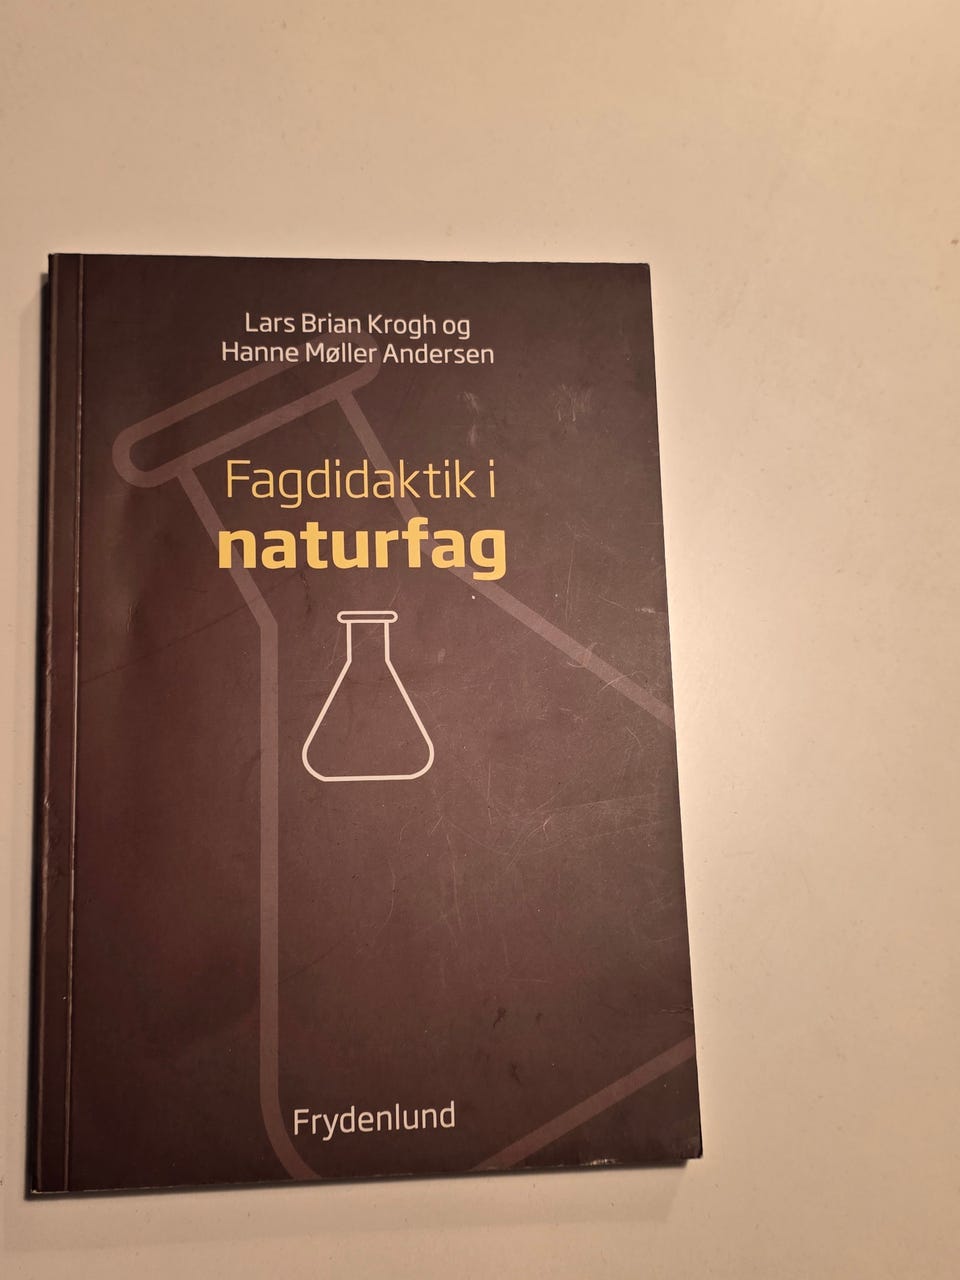 Lars Brian Krogh og
Hanne Møller Andersen
Fagdidaktik i
naturfag
Frydenlund